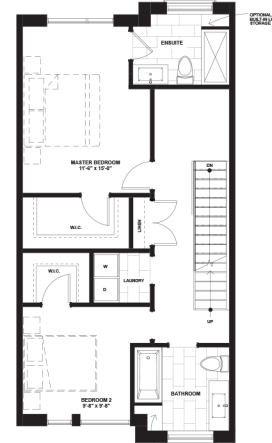 OPTIONAL
BUILT-IN LINEN
STORAGE
ENSUITE
MASTER BEDROOM
11'-6" x 15'-0"
DN
W.I.C.
LINEN
W.I.C.
W
LAUNDRY
D
UP
BEDROOM 2
9'-8" x 9'-8"
BATHROOM